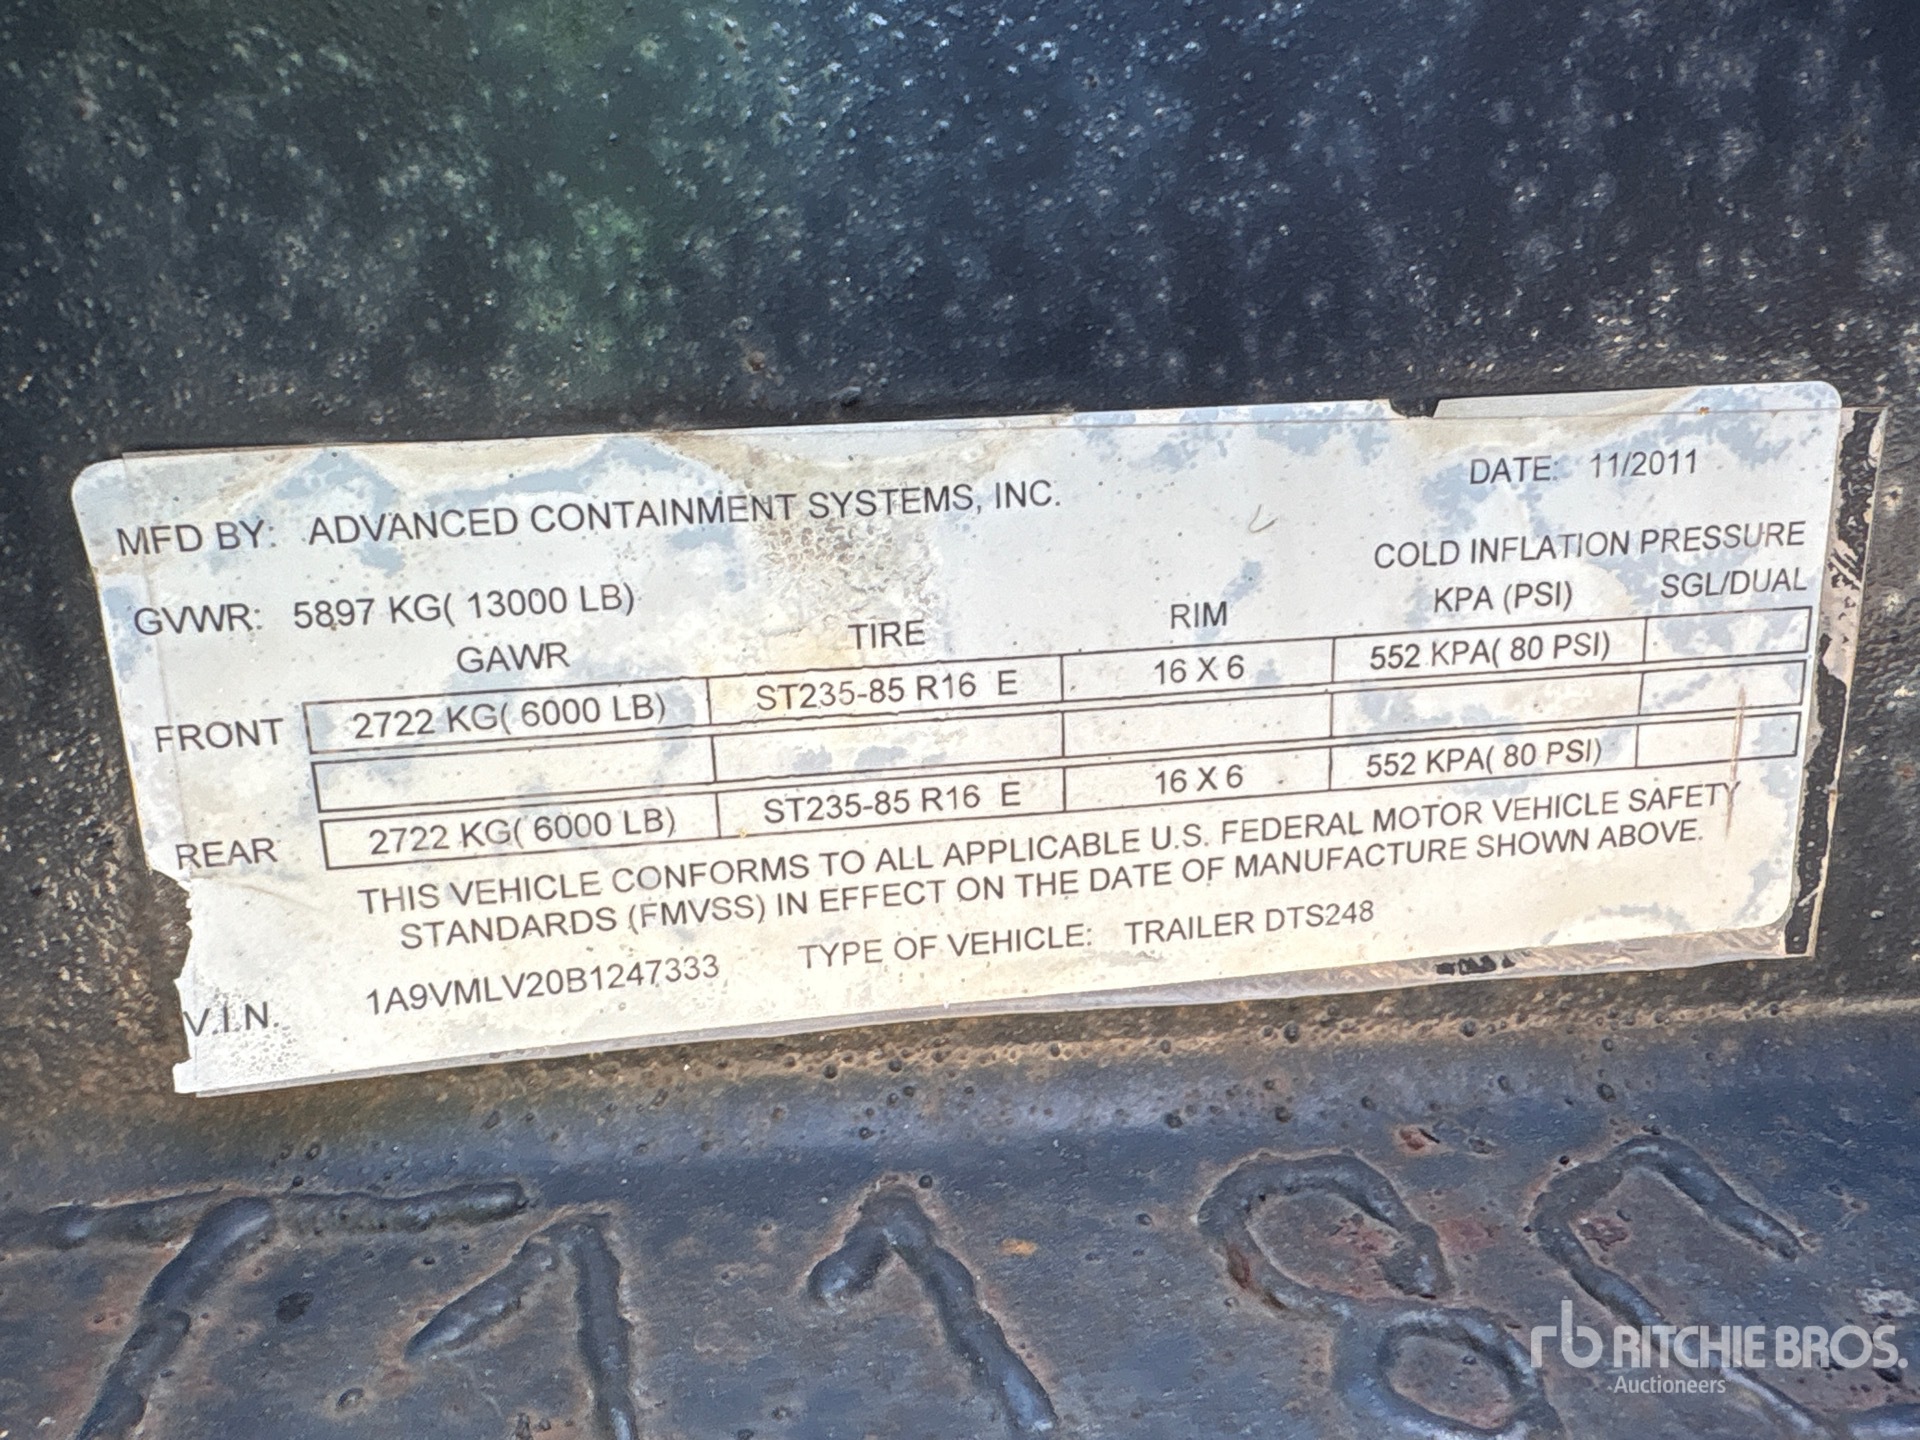 MFD BY: ADVANCED CONTAINMENT SYSTEMS, INC. DATE: 11/2011
GVWR: 5897 KG( 13000 LB) COLD INFLATION PRESSURE
GAWR TIRE RIM KPA (PSI) SGL/DUAL
FRONT 2722 KG( 6000 LB) ST235-85 R16 E 16 X 6 552 KPA( 80 PSI)
REAR 2722 KG( 6000 LB) ST235-85 R16 E 16 X 6 552 KPA( 80 PSI)
THIS VEHICLE CONFORMS TO ALL APPLICABLE U.S. FEDERAL MOTOR VEHICLE SAFETY
STANDARDS (FMVSS) IN EFFECT ON THE DATE OF MANUFACTURE SHOWN ABOVE.
V.I.N. 1A9VMLV20B1247333 TYPE OF VEHICLE: TRAILER DTS248
rb RITCHIE BROS.
Auctioneers